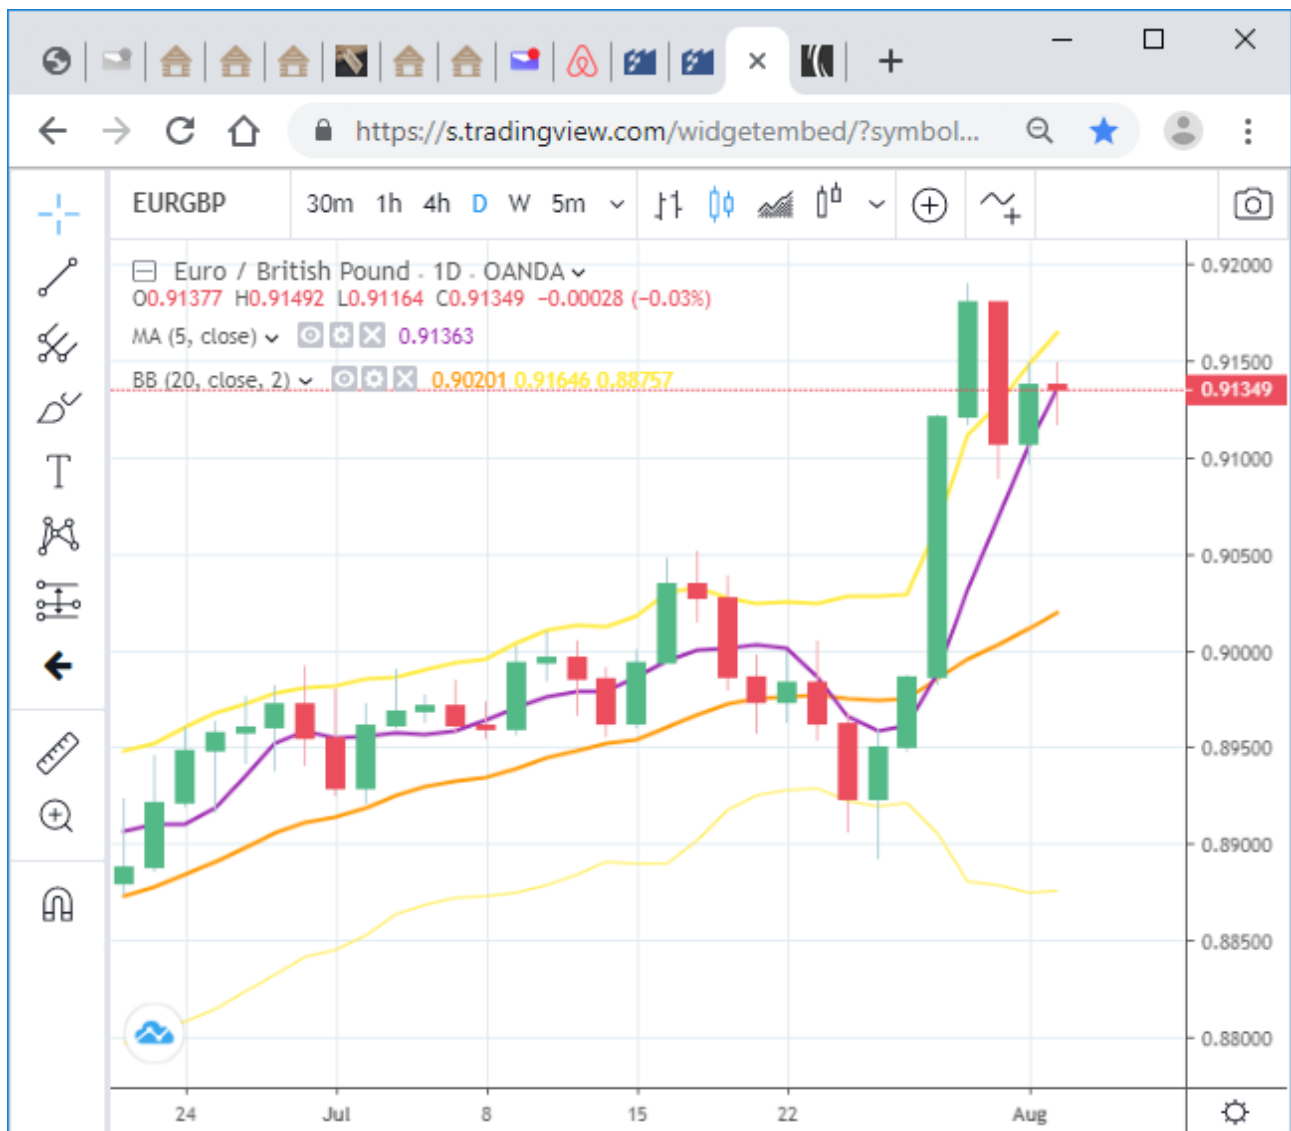 https://s.tradingview.com/widgetembed/?symbol...
EURGBP 30m 1h 4h D W 5m
Euro / British Pound · 1D · OANDA
O0.91377 H0.91492 L0.91164 C0.91349 −0.00028 (−0.03%)
MA (5, close) 0.91363
BB (20, close, 2) 0.90201 0.91646 0.88757
0.92000
0.91500
0.91349
0.91000
0.90500
0.90000
0.89500
0.89000
0.88500
0.88000
24 Jul 8 15 22 Aug